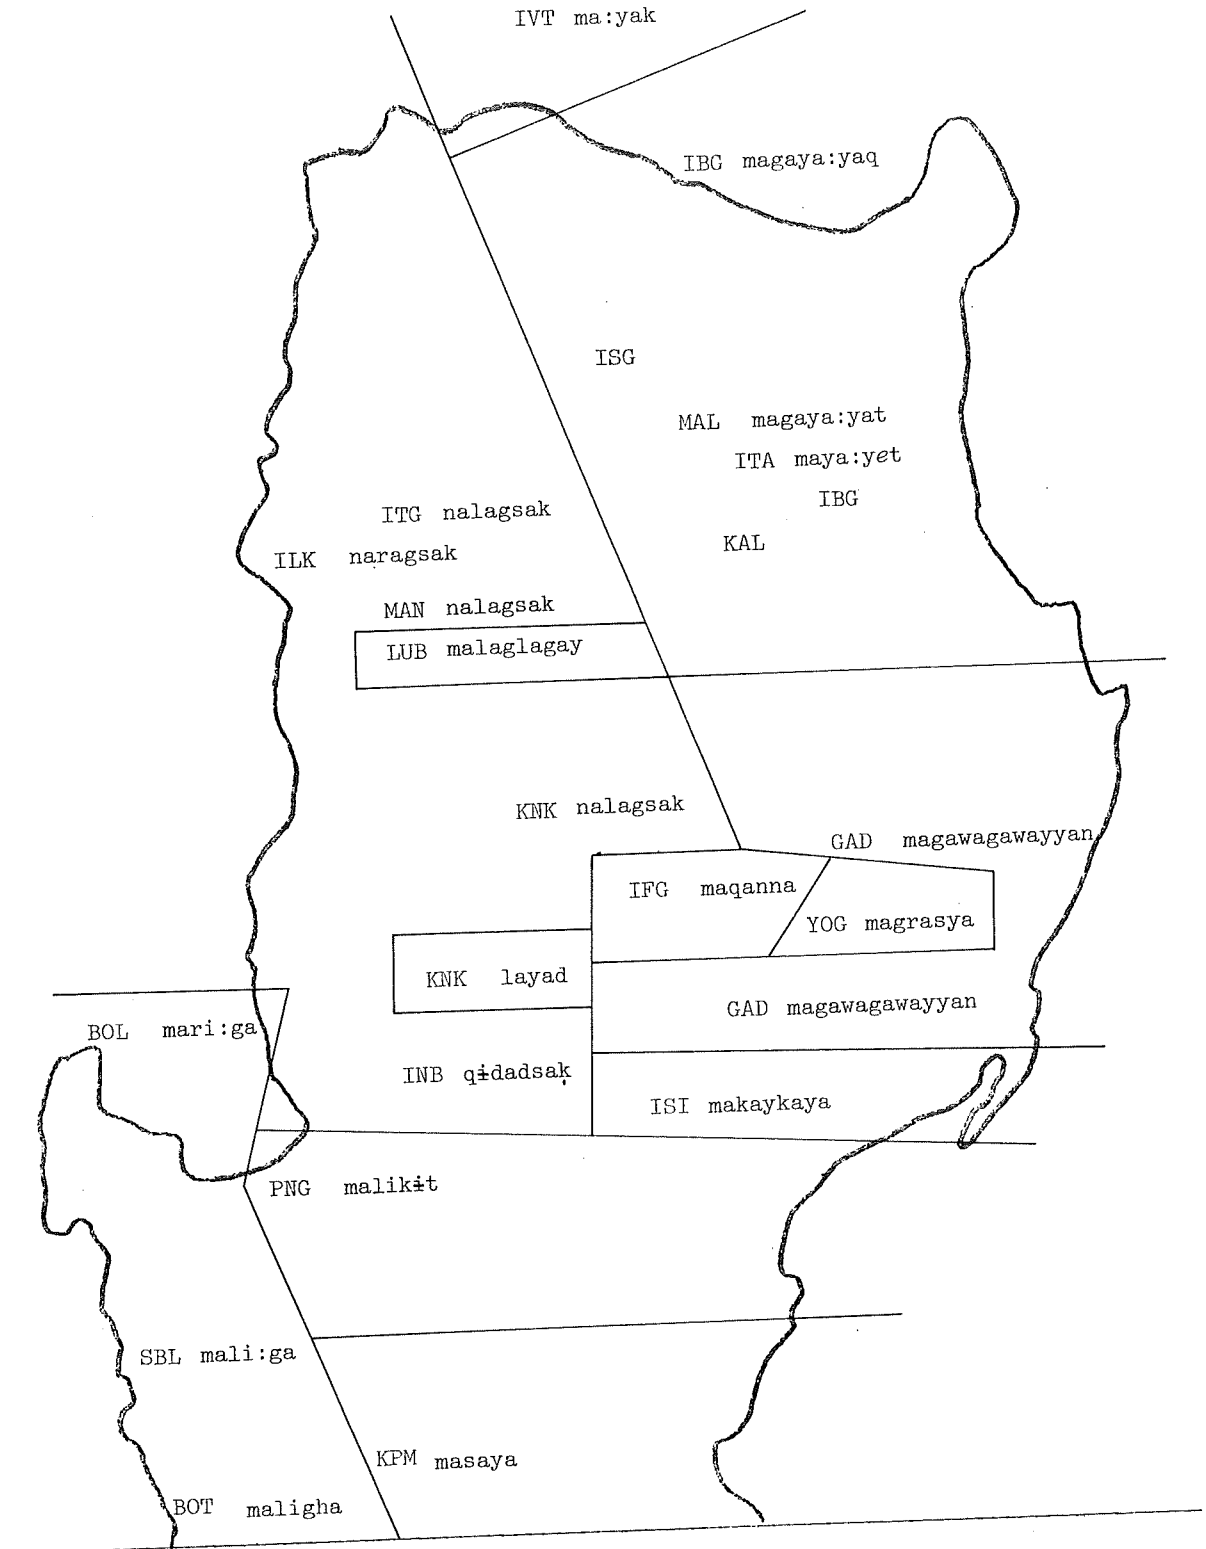 IVT ma:yak
IBG magaya:yaq
ISG
MAL magaya:yat
ITA maya:yet
IBG
ITG nalagsak
KAL
ILK naragsak
MAN nalagsak
LUB malaglagay
KNK nalagsak
GAD magawagawayyan
IFG maqanna
YOG magrasya
KNK layad
GAD magawagawayyan
BOL mari:ga
INB qɨdadsaḳ
ISI makaykaya
PNG malikɨt
SBL mali:ga
KPM masaya
BOT maligha